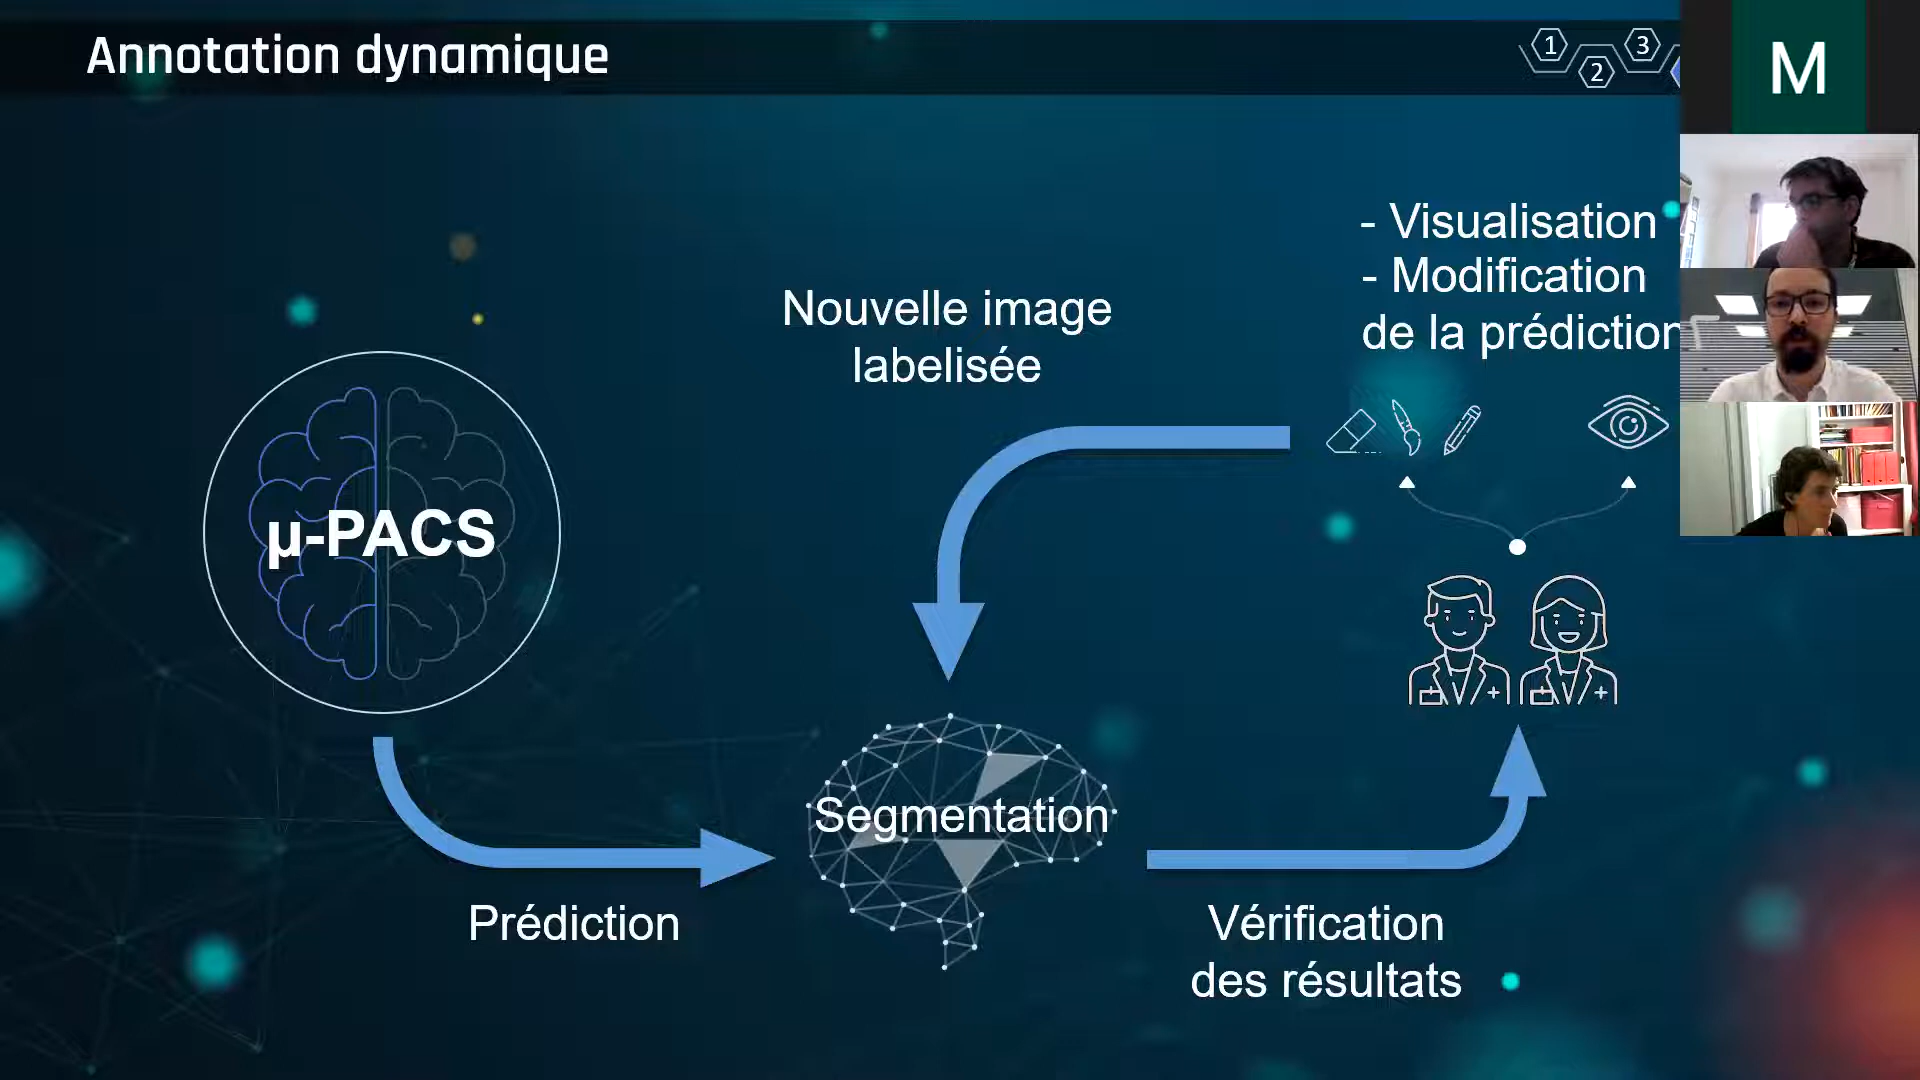 Annotation dynamique
1
2
3
M
- Visualisation
- Modification
de la prédiction
Nouvelle image
labelisée
µ-PACS
Segmentation
Prédiction
Vérification
des résultats